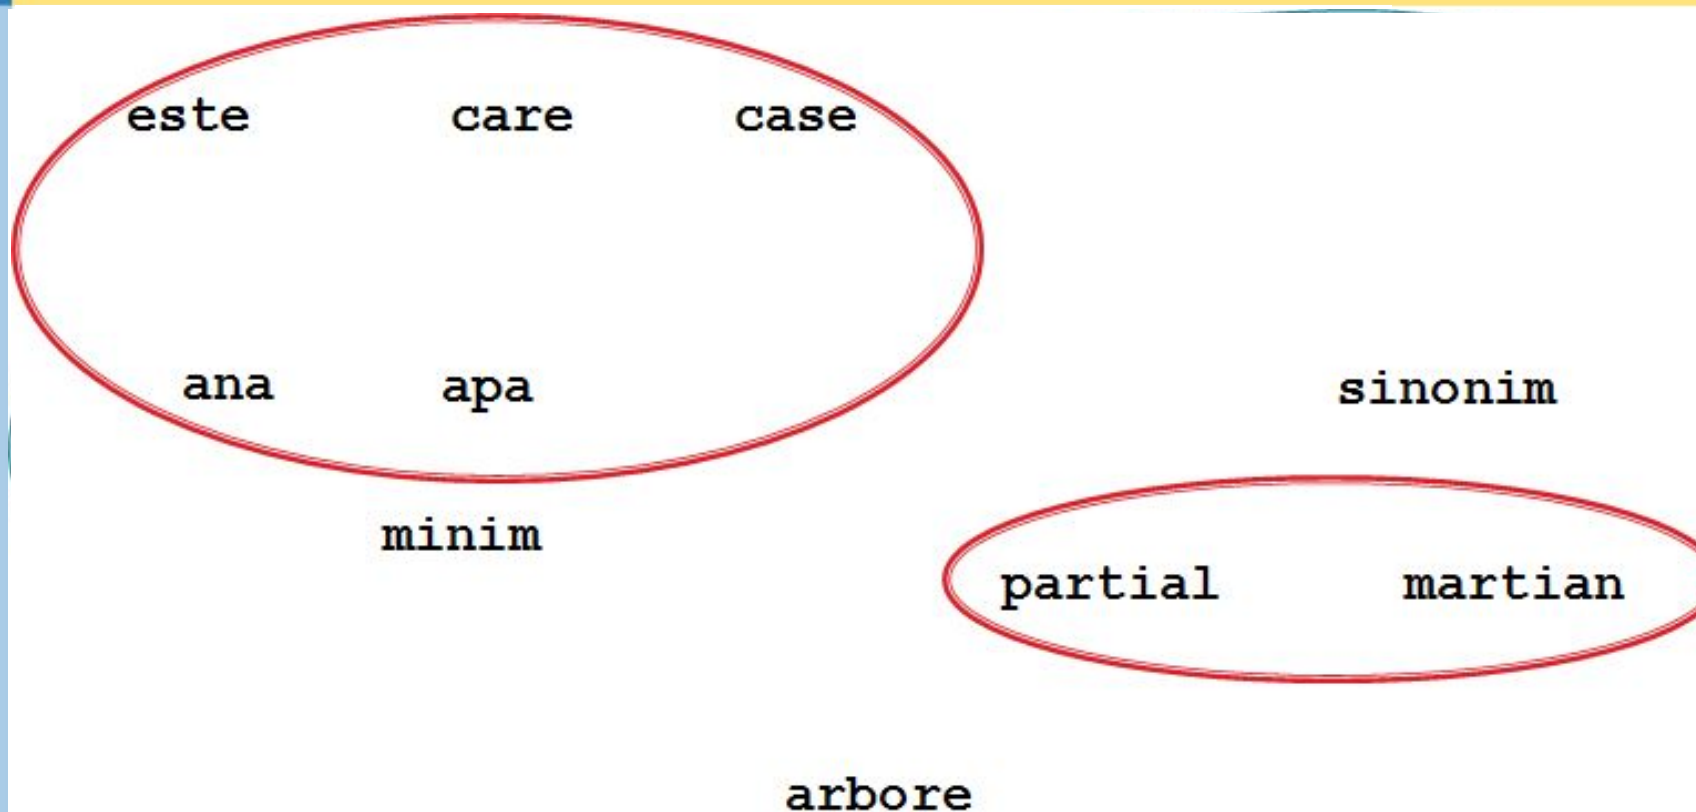 este care case
ana apa sinonim
minim
partial martian
arbore